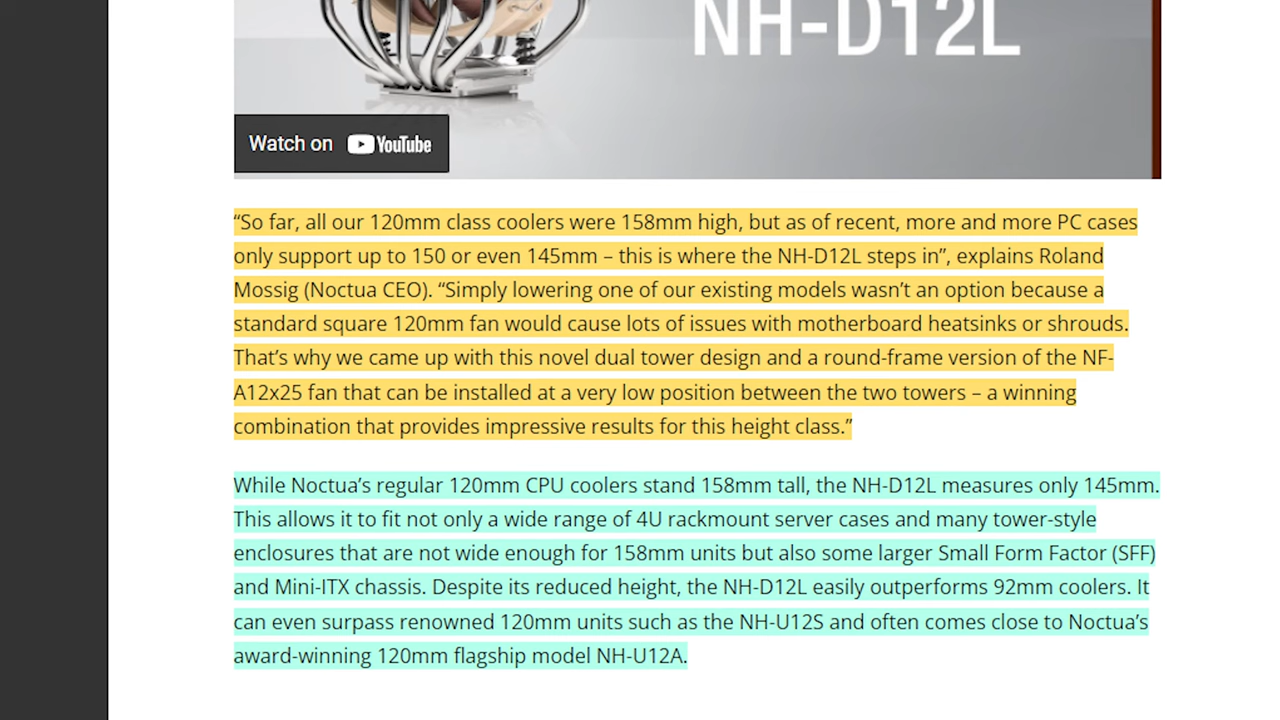 NH-D12L
Watch on YouTube
“So far, all our 120mm class coolers were 158mm high, but as of recent, more and more PC cases
only support up to 150 or even 145mm – this is where the NH-D12L steps in”, explains Roland
Mossig (Noctua CEO). “Simply lowering one of our existing models wasn’t an option because a
standard square 120mm fan would cause lots of issues with motherboard heatsinks or shrouds.
That’s why we came up with this novel dual tower design and a round-frame version of the NF-
A12x25 fan that can be installed at a very low position between the two towers – a winning
combination that provides impressive results for this height class.”
While Noctua’s regular 120mm CPU coolers stand 158mm tall, the NH-D12L measures only 145mm.
This allows it to fit not only a wide range of 4U rackmount server cases and many tower-style
enclosures that are not wide enough for 158mm units but also some larger Small Form Factor (SFF)
and Mini-ITX chassis. Despite its reduced height, the NH-D12L easily outperforms 92mm coolers. It
can even surpass renowned 120mm units such as the NH-U12S and often comes close to Noctua’s
award-winning 120mm flagship model NH-U12A.